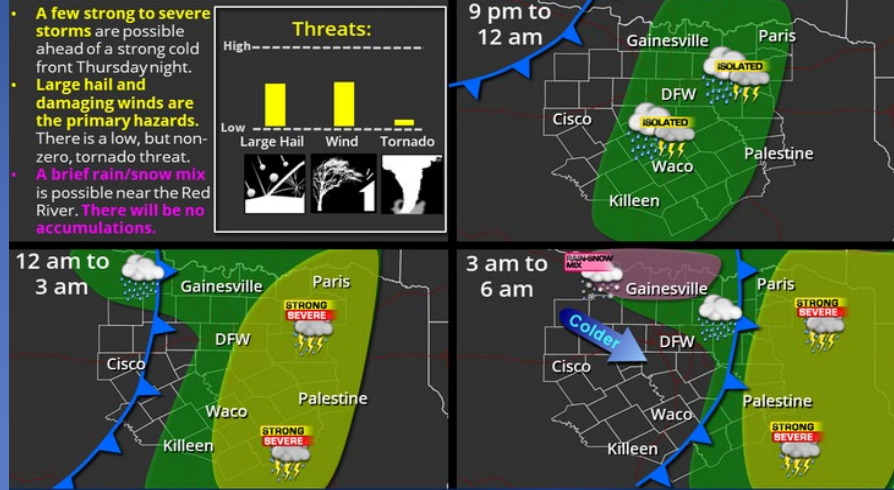 A few strong to severe
storms are possible
ahead of a strong cold
front Thursday night.
Large hail and
damaging winds are
the primary hazards.
There is a low, but non-
zero, tornado threat.
A brief rain/snow mix
is possible near the Red
River. There will be no
accumulations.
Threats:
High
Low
Large Hail Wind Tornado
9 pm to
12 am
Gainesville
Paris
ISOLATED
DFW
Cisco
ISOLATED
Waco
Palestine
Killeen
12 am to
3 am
Gainesville
Paris
STRONG
SEVERE
DFW
Cisco
Palestine
Waco
STRONG
SEVERE
Killeen
3 am to
6 am
RAIN-SNOW
MIX
Gainesville
Paris
STRONG
SEVERE
Colder
DFW
Cisco
Palestine
Waco
STRONG
SEVERE
Killeen